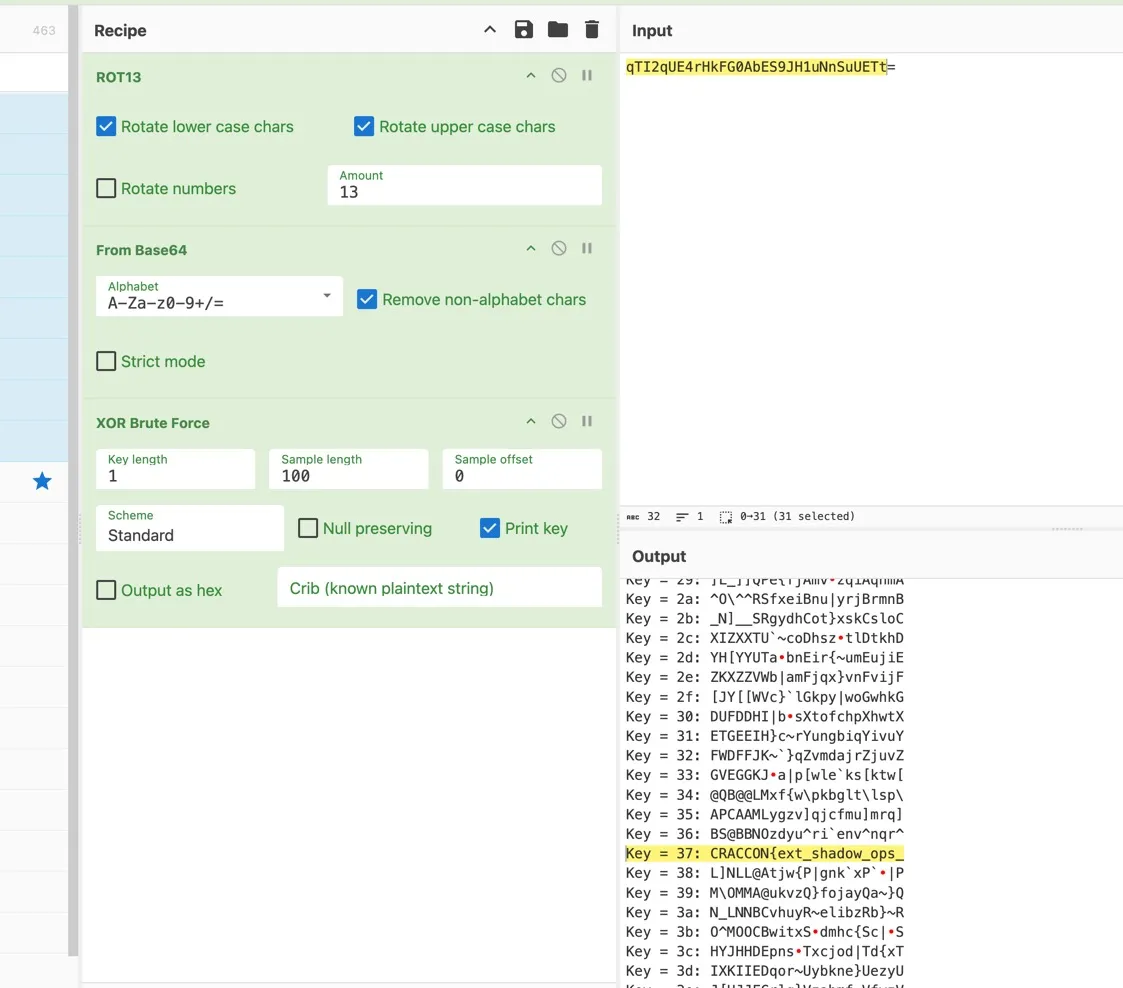 463
Recipe
ROT13
Rotate lower case chars
Rotate upper case chars
Rotate numbers
Amount
13
From Base64
Alphabet
A-Za-z0-9+/=
Remove non-alphabet chars
Strict mode
XOR Brute Force
Key length
1
Sample length
100
Sample offset
0
Scheme
Standard
Null preserving
Print key
Output as hex
Crib (known plaintext string)
Input
qTI2qUE4rHkFG0AbES9JH1uNnSuUETt=
ABC 32 1 0→31 (31 selected)
Output
Key = 2a: ^O\^^RSfxeiBnu|yrjBrmnB
Key = 2b: _N]__SRgydhCot}xskCsloC
Key = 2c: XIZXXTU`~coDhsz•tlDtkhD
Key = 2d: YH[YYUTa•bnEir{~umEujiE
Key = 2e: ZKXZZVWb|amFjqx}vnFvijF
Key = 2f: [JY[[WVc}`lGkpy|woGwhkG
Key = 30: DUFDDHI|b•sXtofchpXhwtX
Key = 31: ETGEEIH}c~rYungbiqYivuY
Key = 32: FWDFFJK~`}qZvmdajrZjuvZ
Key = 33: GVEGGKJ•a|p[wle`ks[ktw[
Key = 34: @QB@@LMxf{w\pkbglt\lsp\
Key = 35: APCAAMLygzv]qjcfmu]mrq]
Key = 36: BS@BBNOzdyu^ri`env^nqr^
Key = 37: CRACCON{ext_shadow_ops_
Key = 38: L]NLL@Atjw{P|gnk`xP`•|P
Key = 39: M\OMMA@ukvzQ}fojayQa~}Q
Key = 3a: N_LNNBCvhuyR~elibzRb}~R
Key = 3b: O^MOOCBwitxS•dmhc{Sc|•S
Key = 3c: HYJHHDEpns•Txcjod|Td{xT
Key = 3d: IXKIIEDqor~Uybkne}UezyU